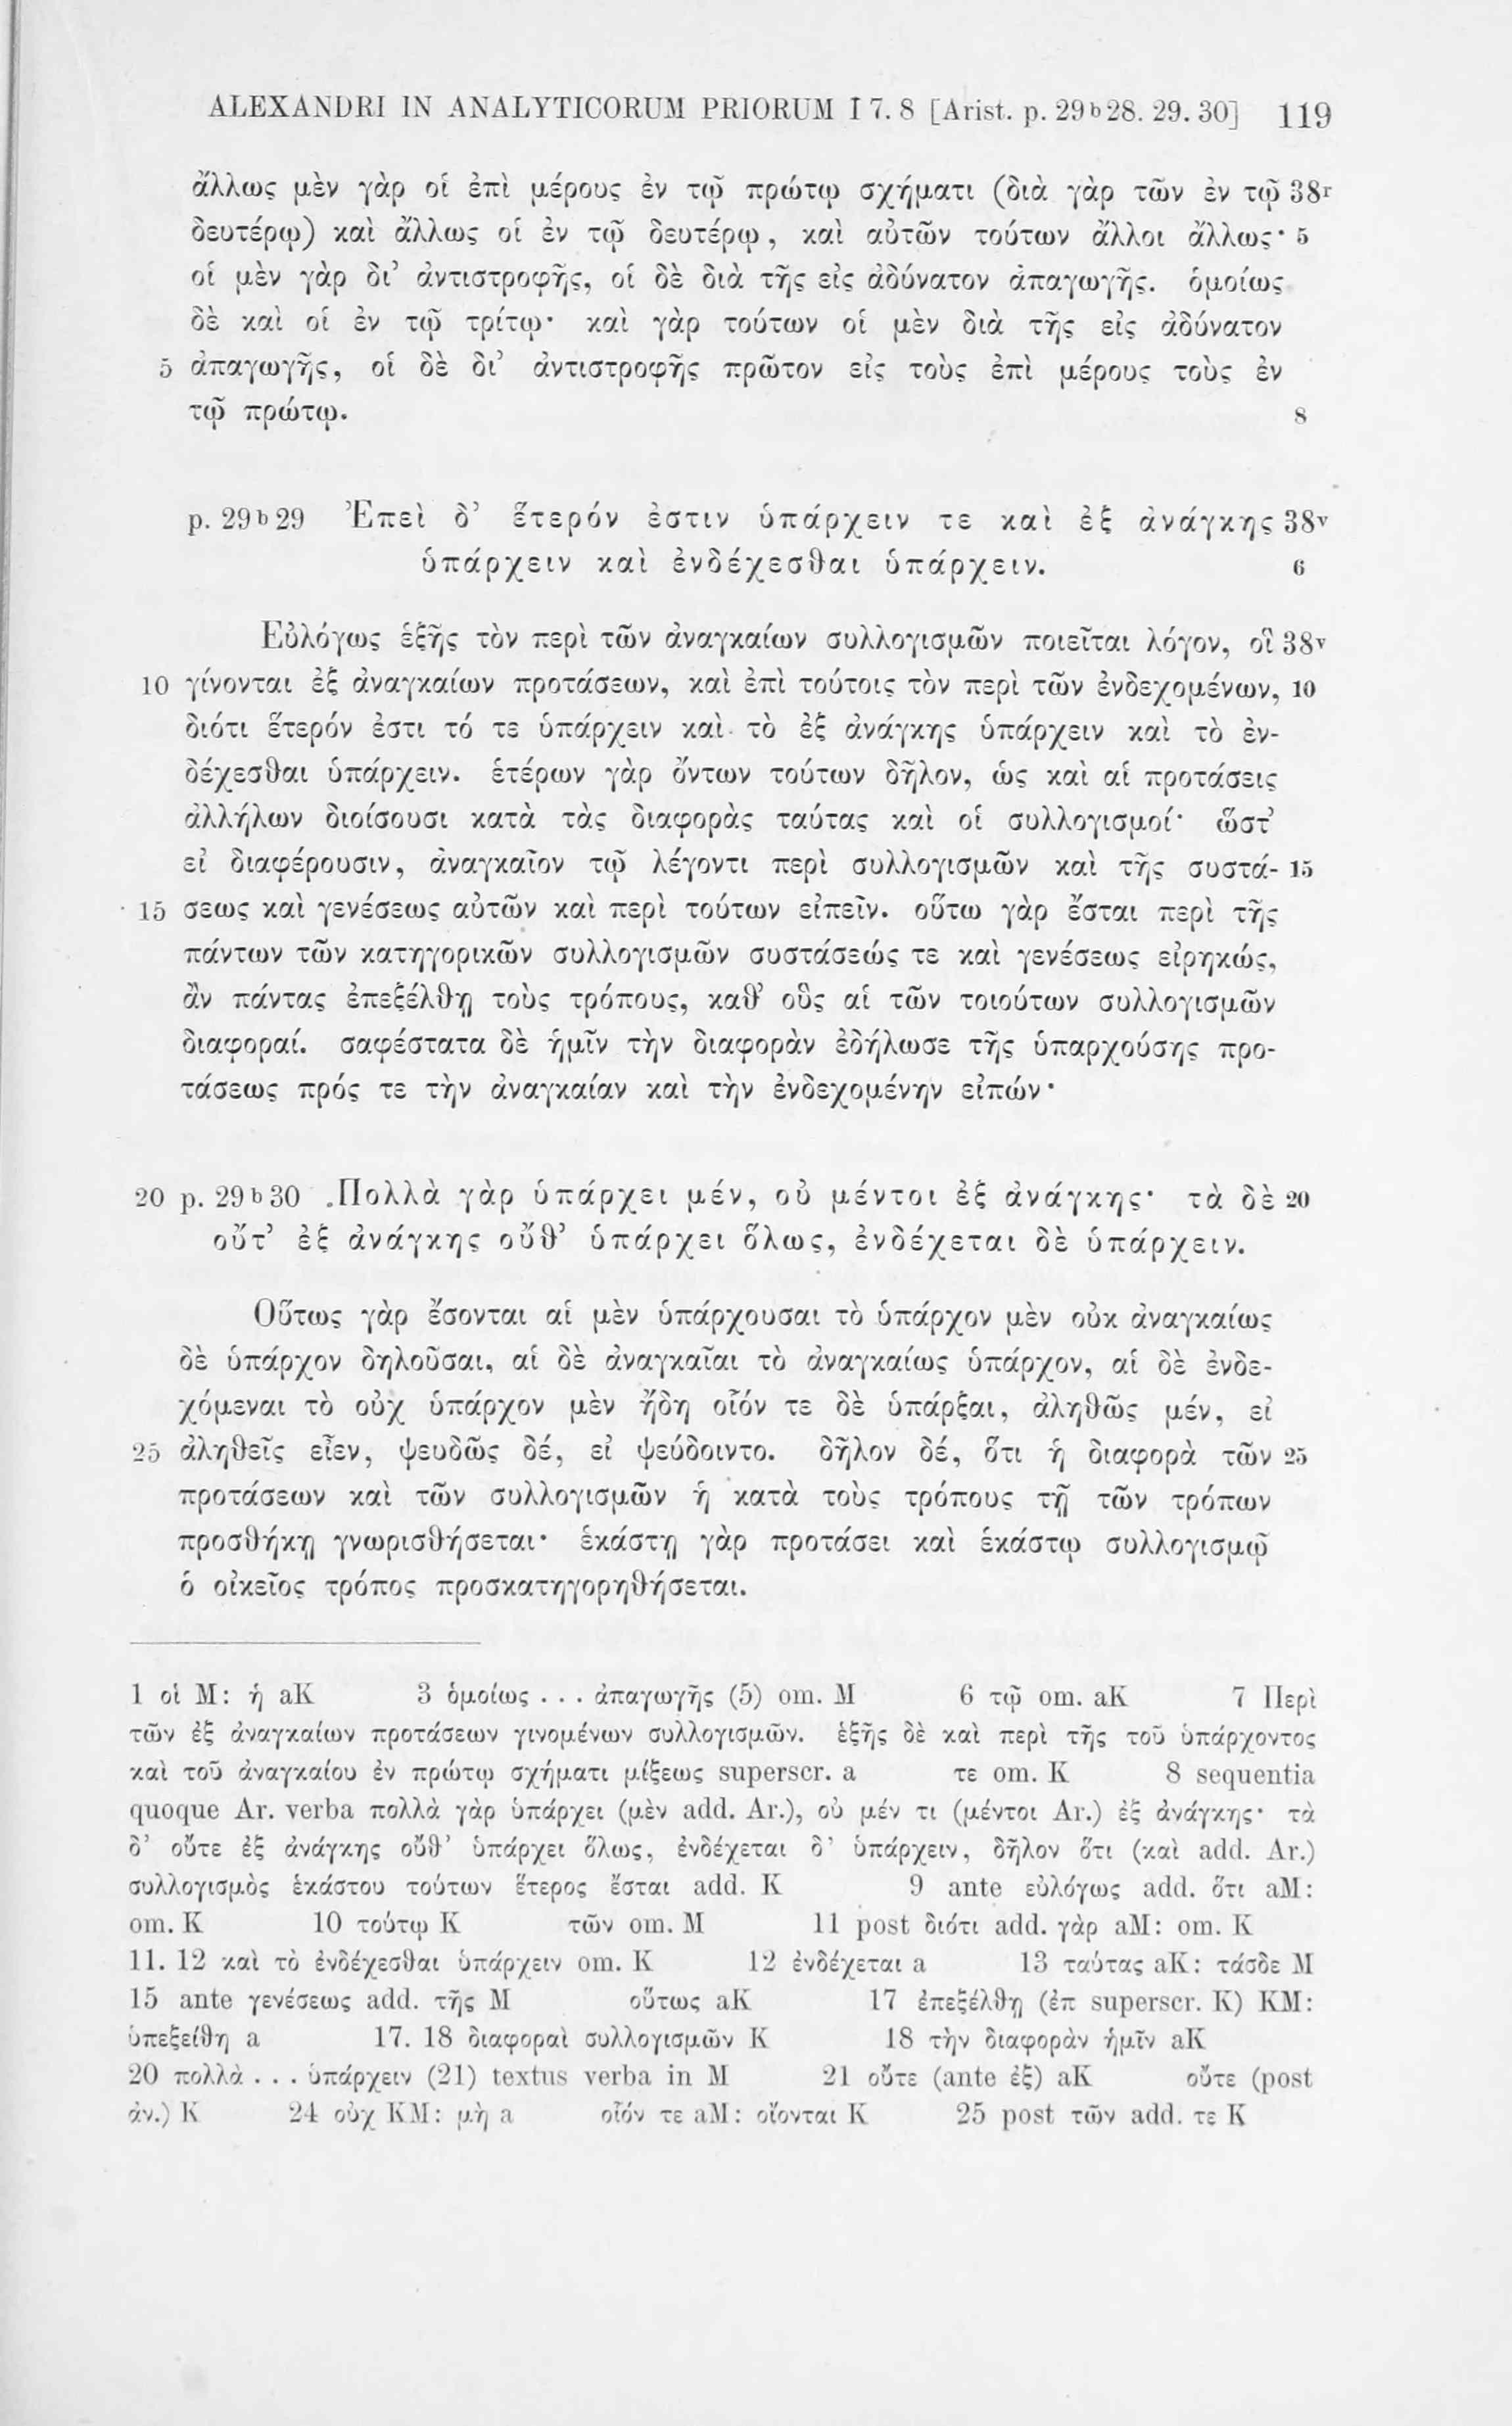 ALEXANDRI IN ANALYTICORUM PRIORUM I 7. 8 [Arist. p. 29b28. 29. 30] 119
ἄλλως μὲν γὰρ οἱ ἐπὶ μέρους ἐν τῷ πρώτῳ σχήματι (διὰ γὰρ τῶν ἐν τῷ 38r
δευτέρῳ) καὶ ἄλλως οἱ ἐν τῷ δευτέρῳ, καὶ αὐτῶν τούτων ἄλλοι ἄλλως· 5
οἱ μὲν γὰρ δι’ ἀντιστροφῆς, οἱ δὲ διὰ τῆς εἰς ἀδύνατον ἀπαγωγῆς. ὁμοίως
δὲ καὶ οἱ ἐν τῷ τρίτῳ· καὶ γὰρ τούτων οἱ μὲν διὰ τῆς εἰς ἀδύνατον
5 ἀπαγωγῆς, οἱ δὲ δι’ ἀντιστροφῆς πρῶτον εἰς τοὺς ἐπὶ μέρους τοὺς ἐν
τῷ πρώτῳ. 8
p. 29b29 Ἐπεὶ δ’ ἕτερόν ἐστιν ὑπάρχειν τε καὶ ἐξ ἀνάγκης 38v
ὑπάρχειν καὶ ἐνδέχεσθαι ὑπάρχειν. 6
Εὐλόγως ἑξῆς τὸν περὶ τῶν ἀναγκαίων συλλογισμῶν ποιεῖται λόγον, οἳ 38v
10 γίνονται ἐξ ἀναγκαίων προτάσεων, καὶ ἐπὶ τούτοις τὸν περὶ τῶν ἐνδεχομένων, 10
διότι ἕτερόν ἐστι τό τε ὑπάρχειν καὶ τὸ ἐξ ἀνάγκης ὑπάρχειν καὶ τὸ ἐν-
δέχεσθαι ὑπάρχειν. ἑτέρων γὰρ ὄντων τούτων δῆλον, ὡς καὶ αἱ προτάσεις
ἀλλήλων διοίσουσι κατὰ τὰς διαφορὰς ταύτας καὶ οἱ συλλογισμοί· ὥστ’
εἰ διαφέρουσιν, ἀναγκαῖον τῷ λέγοντι περὶ συλλογισμῶν καὶ τῆς συστά- 15
15 σεως καὶ γενέσεως αὐτῶν καὶ περὶ τούτων εἰπεῖν. οὕτω γὰρ ἔσται περὶ τῆς
πάντων τῶν κατηγορικῶν συλλογισμῶν συστάσεώς τε καὶ γενέσεως εἰρηκώς,
ἂν πάντας ἐπεξέλθῃ τοὺς τρόπους, καθ’ οὓς αἱ τῶν τοιούτων συλλογισμῶν
διαφοραί. σαφέστατα δὲ ἡμῖν τὴν διαφορὰν ἐδήλωσε τῆς ὑπαρχούσης προ-
τάσεως πρός τε τὴν ἀναγκαίαν καὶ τὴν ἐνδεχομένην εἰπών·
20 p. 29b30 Πολλὰ γὰρ ὑπάρχει μέν, οὐ μέντοι ἐξ ἀνάγκης· τὰ δὲ 20
οὔτ’ ἐξ ἀνάγκης οὔθ’ ὑπάρχει ὅλως, ἐνδέχεται δὲ ὑπάρχειν.
Οὕτως γὰρ ἔσονται αἱ μὲν ὑπάρχουσαι τὸ ὑπάρχον μὲν οὐκ ἀναγκαίως
δὲ ὑπάρχον δηλοῦσαι, αἱ δὲ ἀναγκαῖαι τὸ ἀναγκαίως ὑπάρχον, αἱ δὲ ἐνδε-
χόμεναι τὸ οὐχ ὑπάρχον μὲν ἤδη οἷόν τε δὲ ὑπάρξαι, ἀληθῶς μέν, εἰ
25 ἀληθεῖς εἶεν, ψευδῶς δέ, εἰ ψεύδοιντο. δῆλον δέ, ὅτι ἡ διαφορὰ τῶν 25
προτάσεων καὶ τῶν συλλογισμῶν ἡ κατὰ τοὺς τρόπους τῇ τῶν τρόπων
προσθήκῃ γνωρισθήσεται· ἑκάστῃ γὰρ προτάσει καὶ ἑκάστῳ συλλογισμῷ
ὁ οἰκεῖος τρόπος προσκατηγορηθήσεται.
1 οἱ M: ἡ aK 3 ὁμοίως . . . ἀπαγωγῆς (5) om. M 6 τῷ om. aK 7 Περὶ
τῶν ἐξ ἀναγκαίων προτάσεων γινομένων συλλογισμῶν. ἑξῆς δὲ καὶ περὶ τῆς τοῦ ὑπάρχοντος
καὶ τοῦ ἀναγκαίου ἐν πρώτῳ σχήματι μίξεως superscr. a τε om. K 8 sequentia
quoque Ar. verba πολλὰ γὰρ ὑπάρχει (μὲν add. Ar.), οὐ μέν τι (μέντοι Ar.) ἐξ ἀνάγκης· τὰ
δ’ οὔτε ἐξ ἀνάγκης οὔθ’ ὑπάρχει ὅλως, ἐνδέχεται δ’ ὑπάρχειν, δῆλον ὅτι (καὶ add. Ar.)
συλλογισμὸς ἑκάστου τούτων ἕτερος ἔσται add. K 9 ante εὐλόγως add. ὅτι aM:
om. K 10 τούτῳ K τῶν om. M 11 post διότι add. γὰρ aM: om. K
11. 12 καὶ τὸ ἐνδέχεσθαι ὑπάρχειν om. K 12 ἐνδέχεται a 13 ταύτας aK: τάσδε M
15 ante γενέσεως add. τῆς M οὕτως aK 17 ἐπεξέλθῃ (ἐπ superscr. K) KM:
ὑπεξείθη a 17. 18 διαφοραὶ συλλογισμῶν K 18 τὴν διαφορὰν ἡμῖν aK
20 πολλὰ . . . ὑπάρχειν (21) textus verba in M 21 οὔτε (ante ἐξ) aK οὔτε (post
ἀν.) K 24 οὐχ KM: μὴ a οἷόν τε aM: οἴονται K 25 post τῶν add. τε K